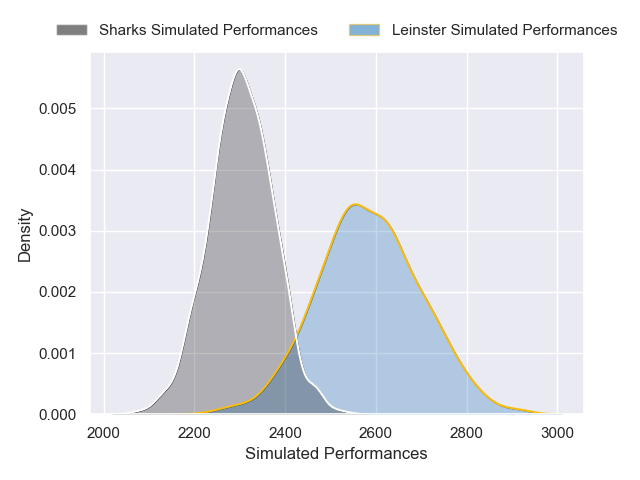 Sharks Simulated Performances
Leinster Simulated Performances
0.005
0.004
0.003
0.002
0.001
0.000
Density
2000 2200 2400 2600 2800 3000
Simulated Performances